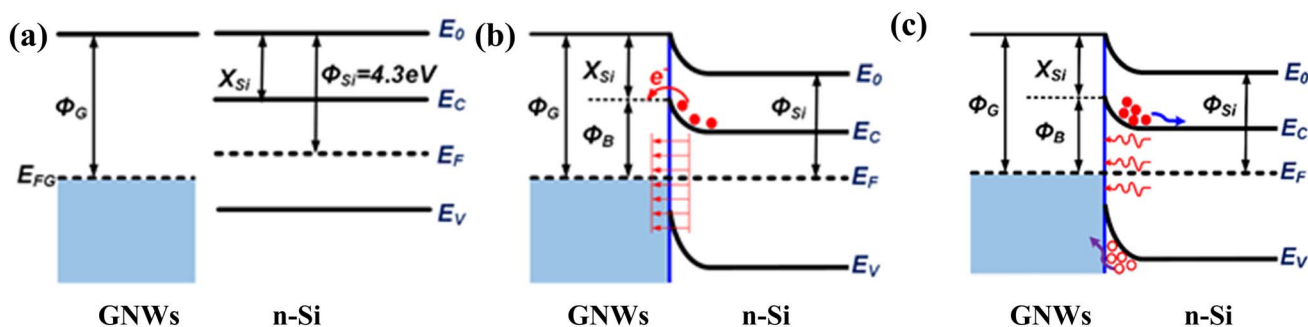 (a)
E0
ΦG
XSi
ΦSi=4.3eV
EC
EF
EFG
EV
GNWs
n-Si
(b)
E0
XSi
e-
ΦG
ΦSi
EC
ΦB
EF
EV
GNWs
n-Si
(c)
E0
XSi
ΦG
ΦSi
EC
ΦB
EF
EV
GNWs
n-Si